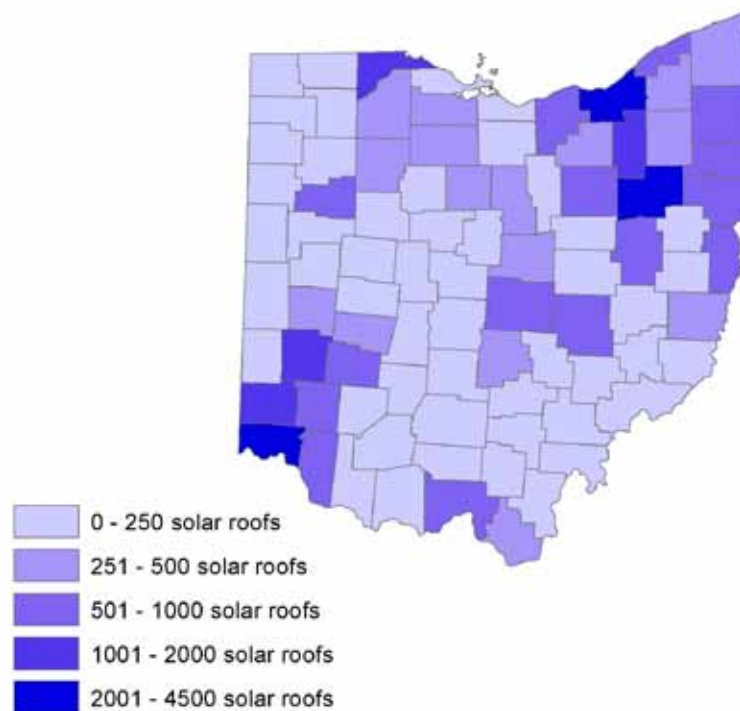 0 - 250 solar roofs
251 - 500 solar roofs
501 - 1000 solar roofs
1001 - 2000 solar roofs
2001 - 4500 solar roofs